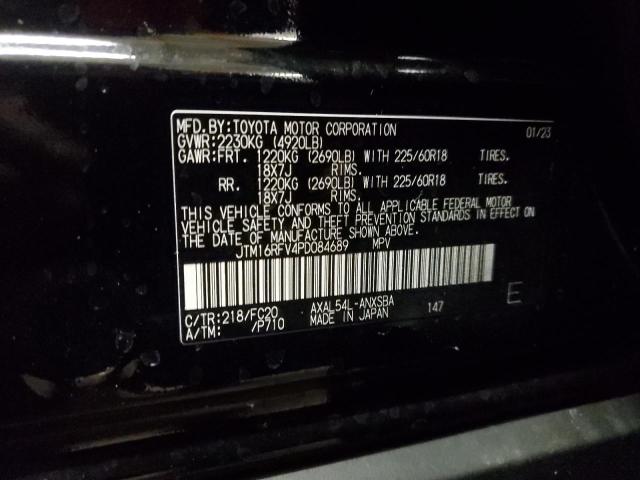 MFD.BY:TOYOTA MOTOR CORPORATION 01/23
GVWR:2230KG (4920LB)
GAWR:FRT. 1220KG (2690LB) WITH 225/60R18 TIRES.
18X7J RIMS.
RR. 1220KG (2690LB) WITH 225/60R18 TIRES.
18X7J RIMS.
THIS VEHICLE CONFORMS TO ALL APPLICABLE FEDERAL MOTOR
VEHICLE SAFETY AND THEFT PREVENTION STANDARDS IN EFFECT ON
THE DATE OF MANUFACTURE SHOWN ABOVE.
JTM16RFV4PD084689 MPV
C/TR:218/FC20 AXAL54L-ANXSBA 147 E
A/TM: /P710 MADE IN JAPAN